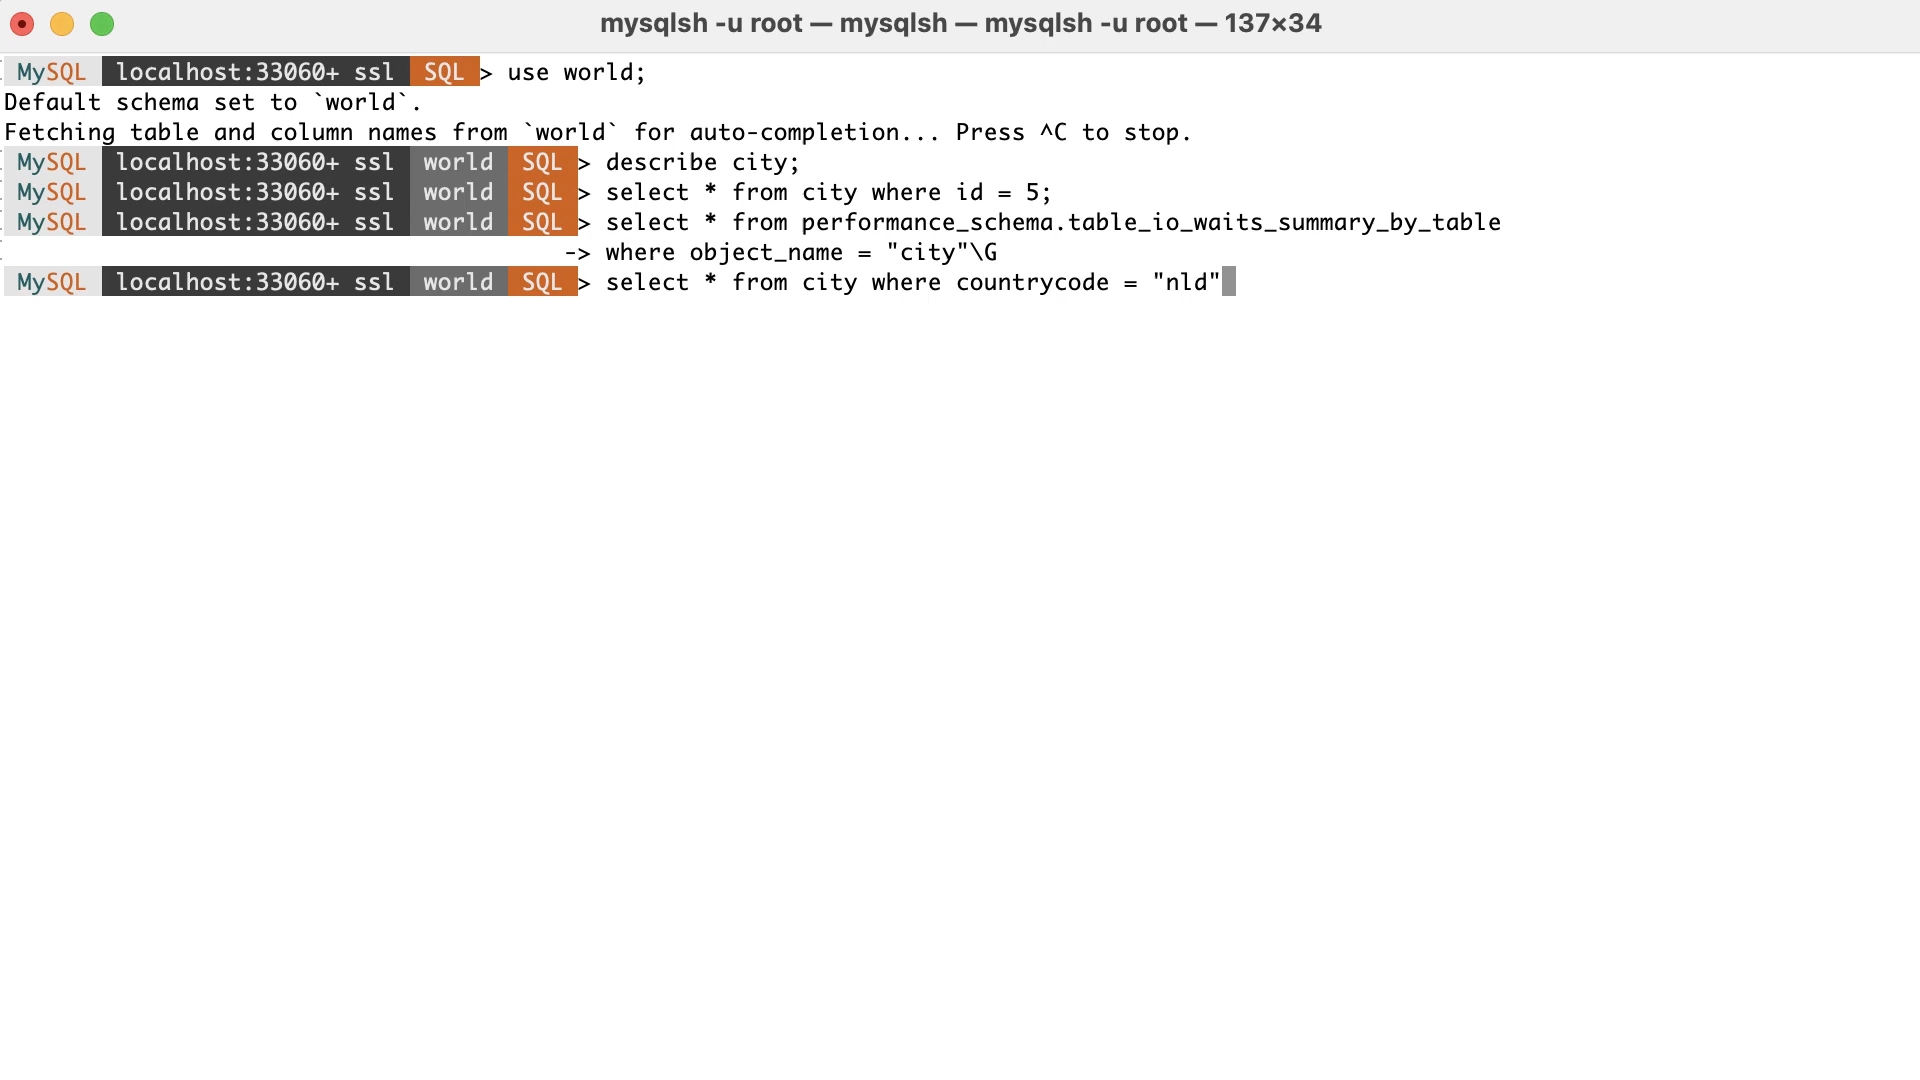 mysqlsh -u root — mysqlsh — mysqlsh -u root — 137×34
MySQL localhost:33060+ ssl SQL > use world;
Default schema set to `world`.
Fetching table and column names from `world` for auto-completion... Press ^C to stop.
MySQL localhost:33060+ ssl world SQL > describe city;
MySQL localhost:33060+ ssl world SQL > select * from city where id = 5;
MySQL localhost:33060+ ssl world SQL > select * from performance_schema.table_io_waits_summary_by_table
-> where object_name = "city"\G
MySQL localhost:33060+ ssl world SQL > select * from city where countrycode = "nld"